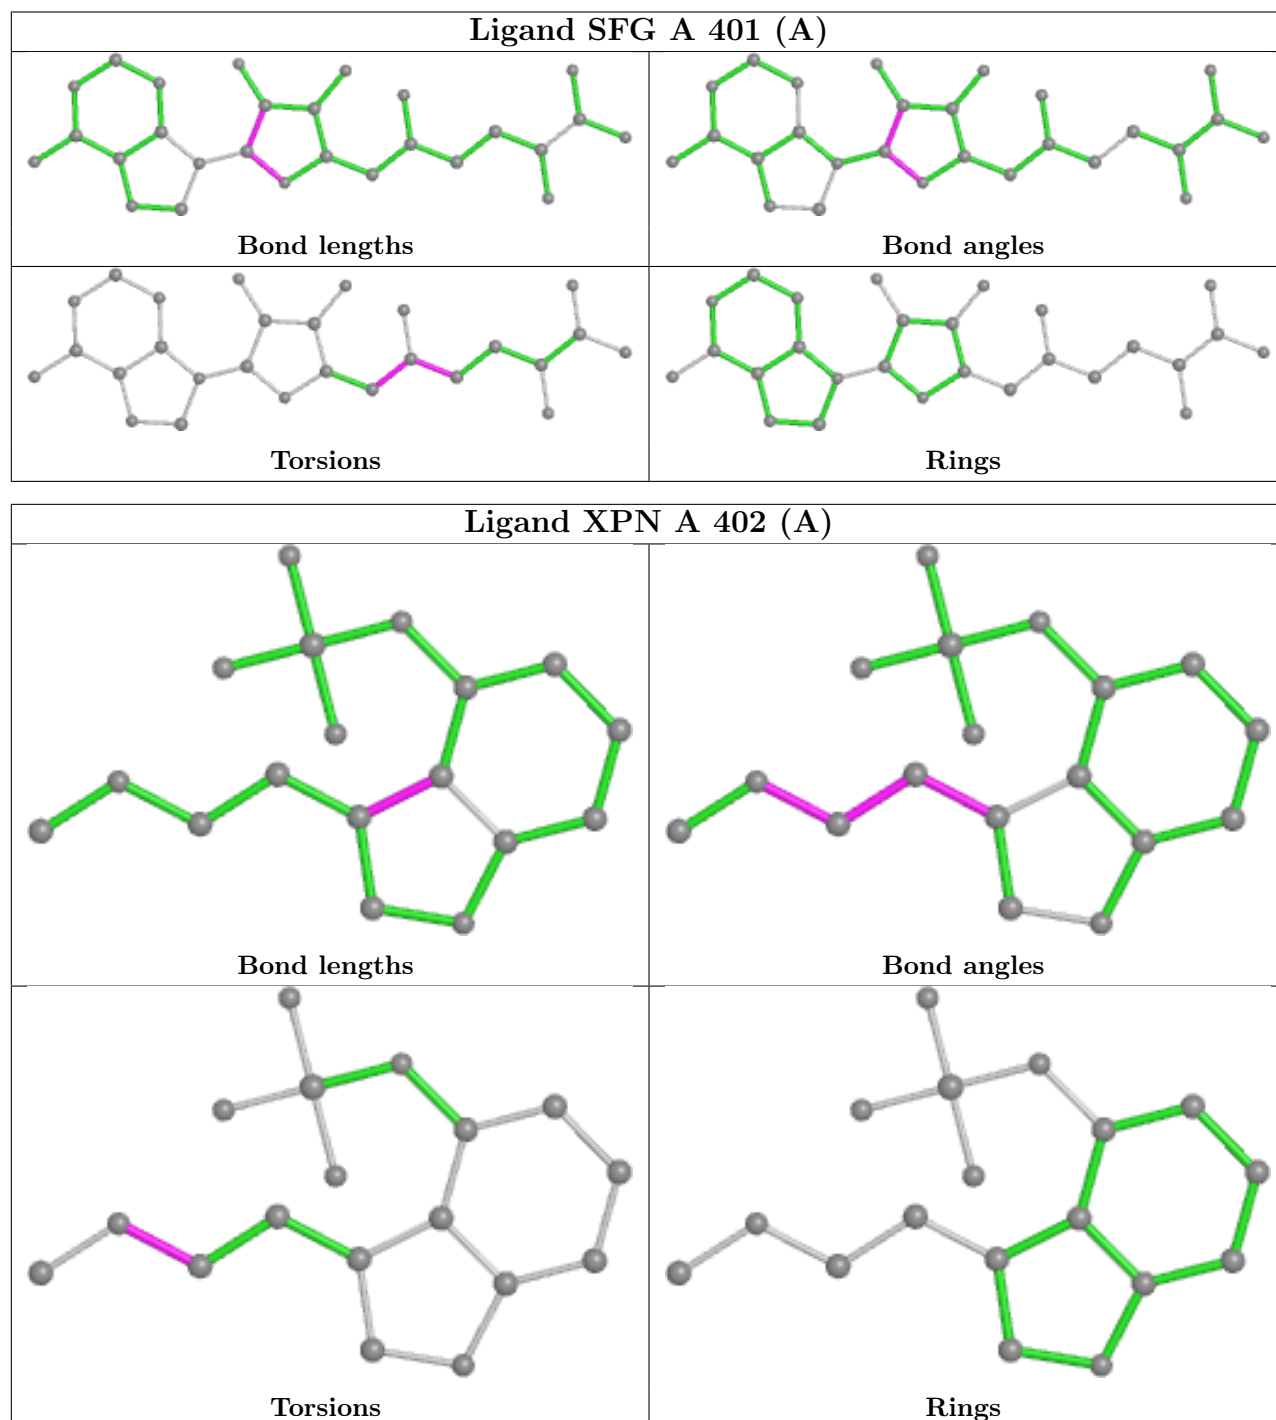 Ligand SFG A 401 (A)
Bond lengths
Bond angles
Torsions
Rings
Ligand XPN A 402 (A)
Bond lengths
Bond angles
Torsions
Rings